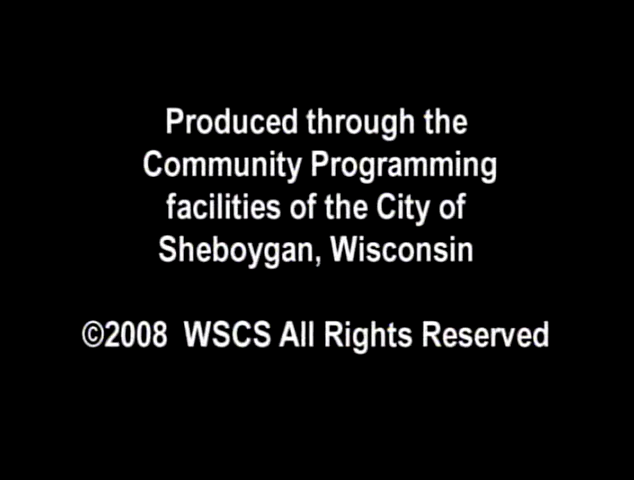 Produced through the
Community Programming
facilities of the City of
Sheboygan, Wisconsin
©2008 WSCS All Rights Reserved